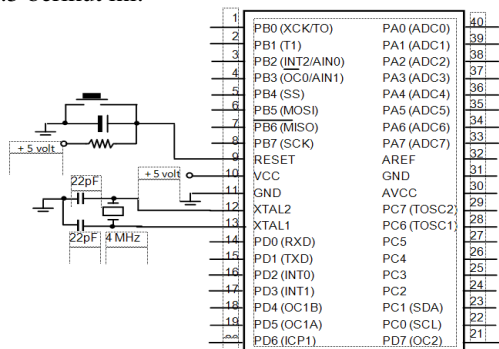 1 PB0 (XCK/TO) PA0 (ADC0) 40
2 PB1 (T1) PA1 (ADC1) 39
3 PB2 (INT2/AIN0) PA2 (ADC2) 38
4 PB3 (OC0/AIN1) PA3 (ADC3) 37
5 PB4 (SS) PA4 (ADC4) 36
6 PB5 (MOSI) PA5 (ADC5) 35
7 PB6 (MISO) PA6 (ADC6) 34
8 PB7 (SCK) PA7 (ADC7) 33
+ 5 volt
9 RESET AREF 32
+ 5 volt 10 VCC GND 31
22pF
11 GND AVCC 30
12 XTAL2 PC7 (TOSC2) 29
13 XTAL1 PC6 (TOSC1) 28
22pF 4 MHz
14 PD0 (RXD) PC5 27
15 PD1 (TXD) PC4 26
16 PD2 (INT0) PC3 25
17 PD3 (INT1) PC2 24
18 PD4 (OC1B) PC1 (SDA) 23
19 PD5 (OC1A) PC0 (SCL) 22
PD6 (ICP1) PD7 (OC2) 21